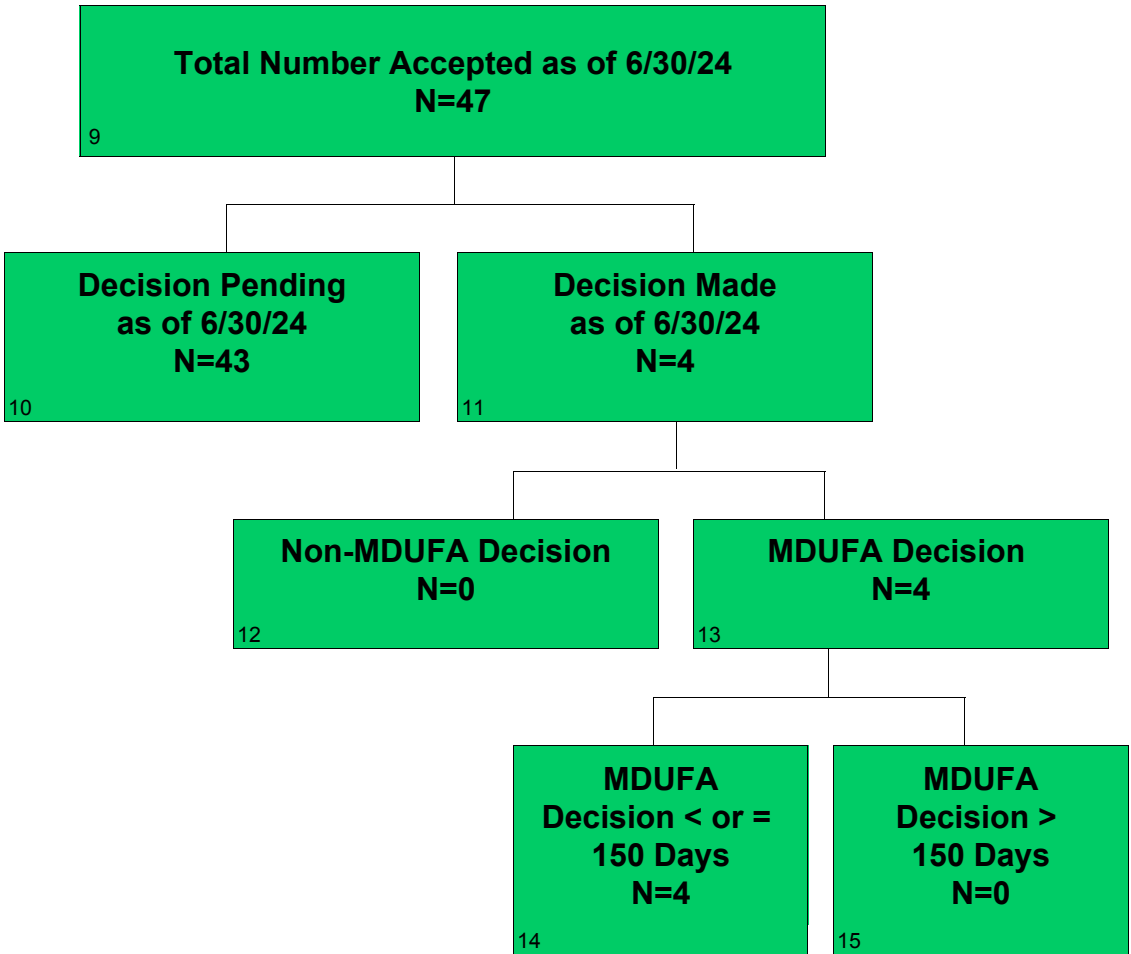 Total Number Accepted as of 6/30/24
N=47
9
Decision Pending
as of 6/30/24
N=43
10
Decision Made
as of 6/30/24
N=4
11
Non-MDUFA Decision
N=0
12
MDUFA Decision
N=4
13
MDUFA
Decision < or =
150 Days
N=4
14
MDUFA
Decision >
150 Days
N=0
15